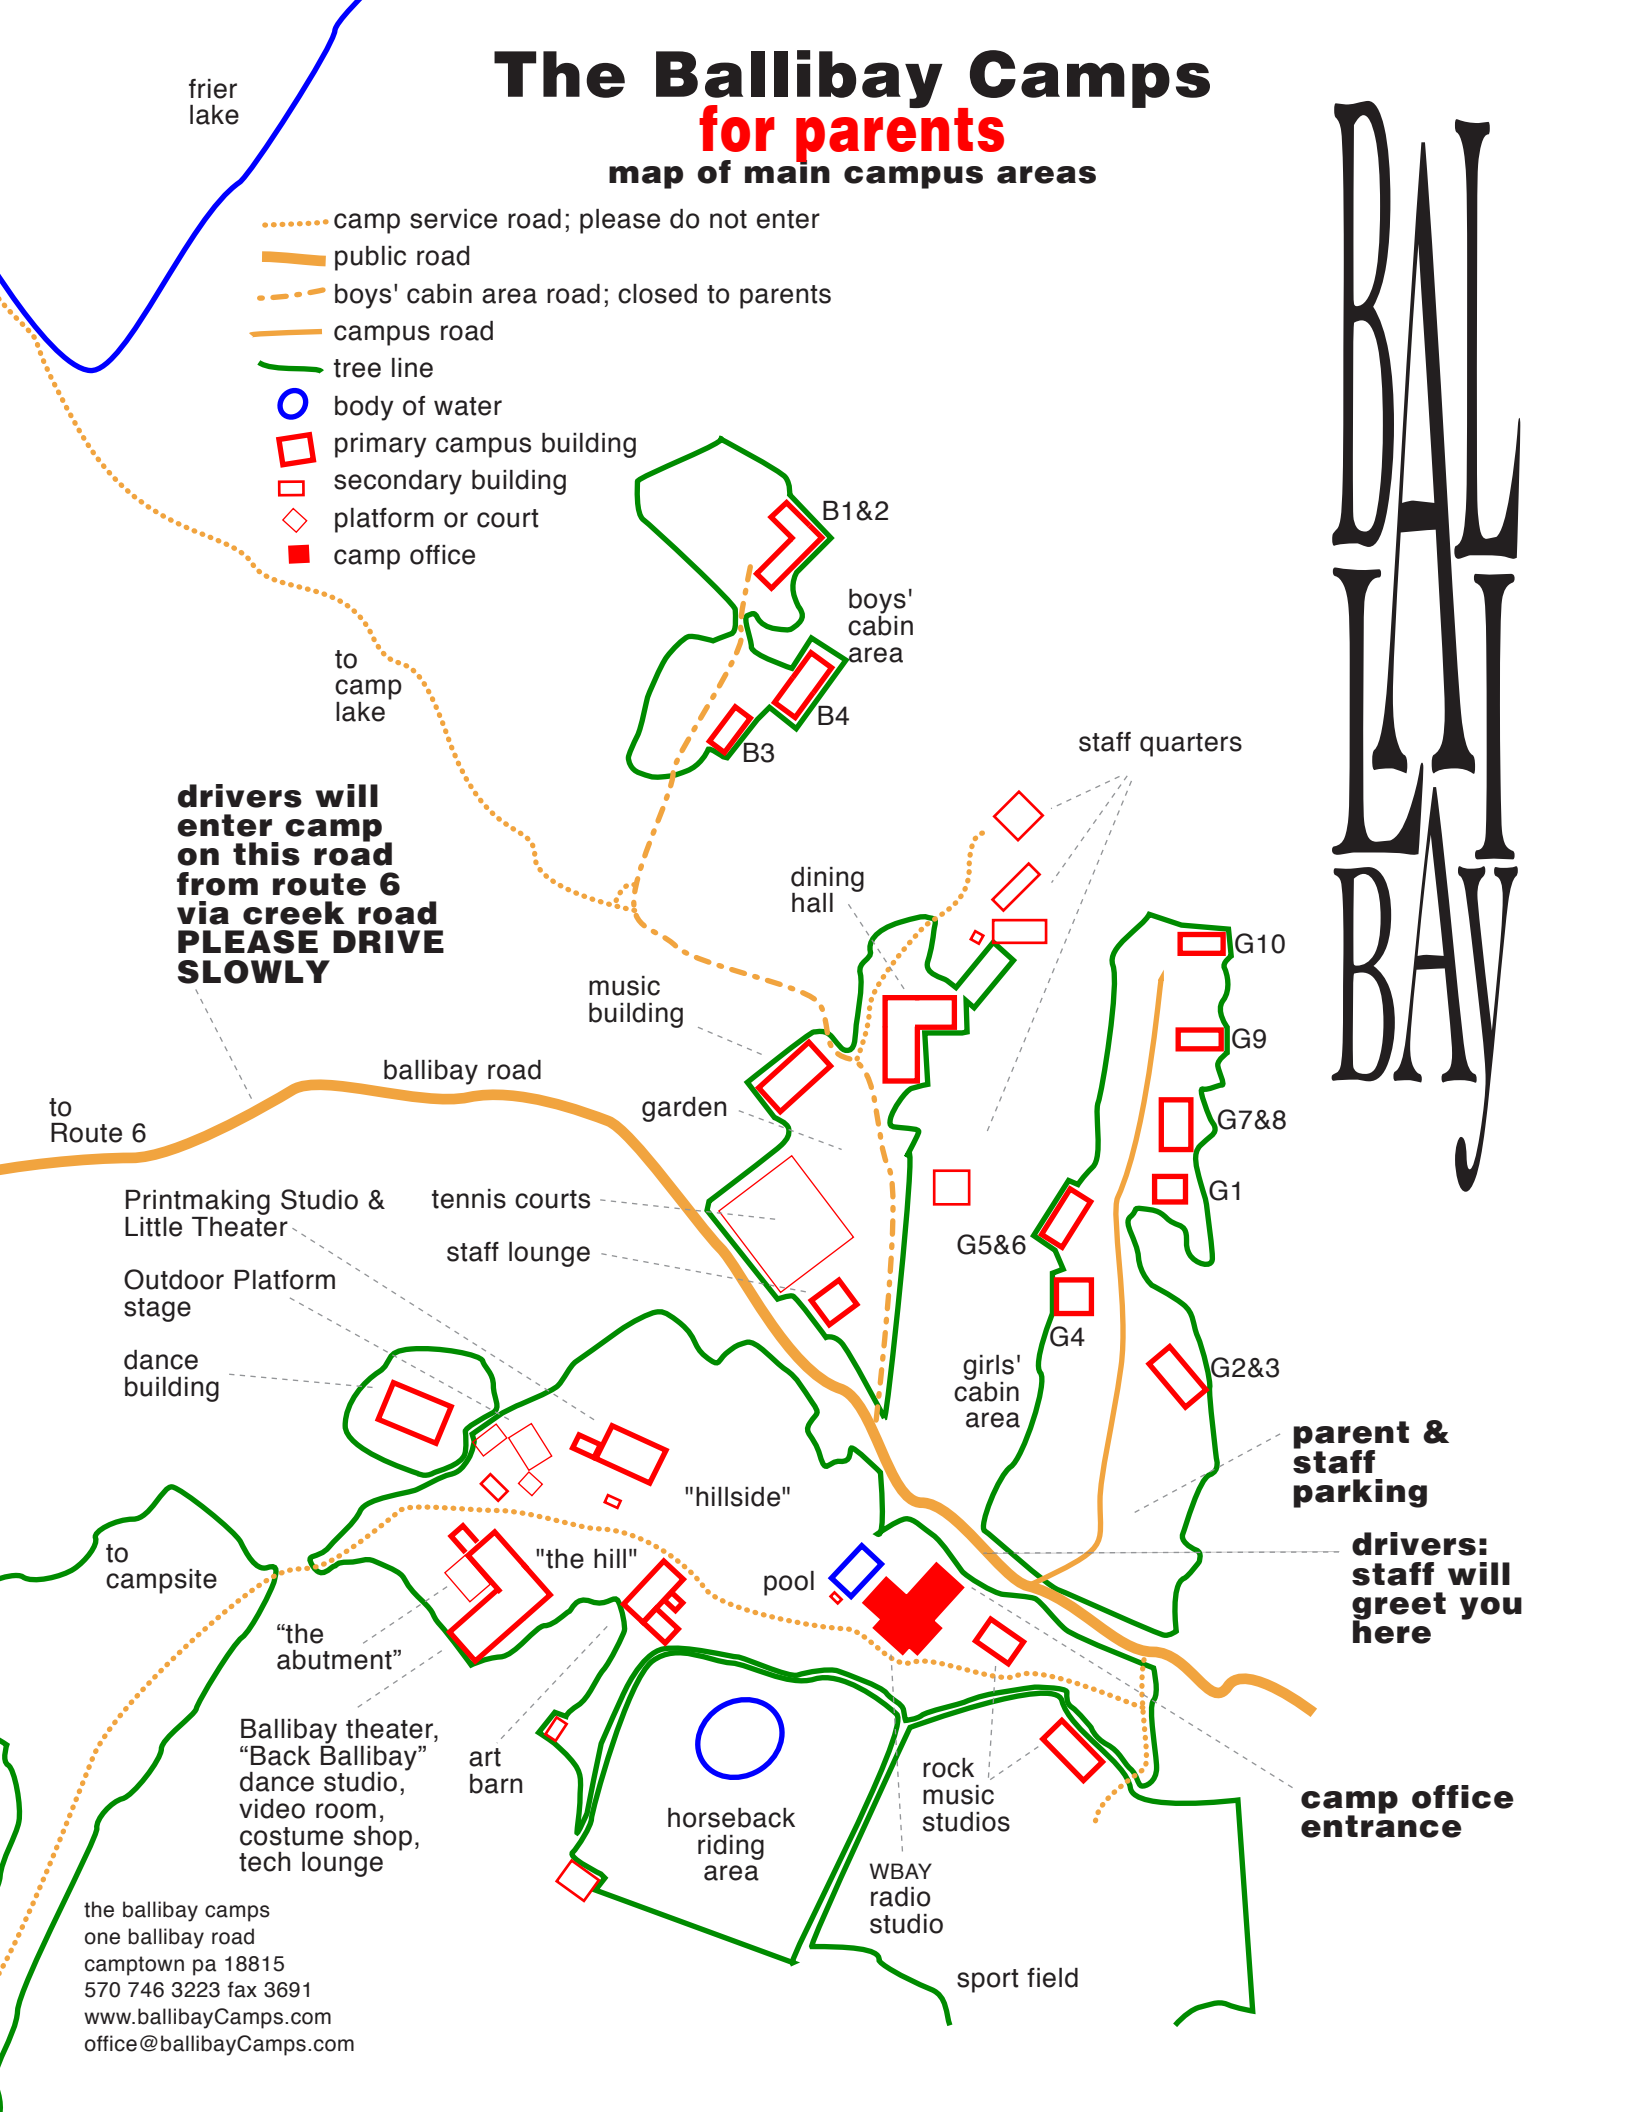 The Ballibay Camps
for parents
map of main campus areas
frier
lake
camp service road; please do not enter
public road
boys' cabin area road; closed to parents
campus road
tree line
body of water
primary campus building
secondary building
platform or court
camp office
BAL
LI
BAY
B1&2
boys'
cabin
area
B4
B3
to
camp
lake
staff quarters
drivers will
enter camp
on this road
from route 6
via creek road
PLEASE DRIVE
SLOWLY
dining
hall
G10
music
building
G9
ballibay road
garden
to
Route 6
G7&8
Printmaking Studio &
Little Theater
tennis courts
G1
staff lounge
G5&6
Outdoor Platform
stage
G4
dance
building
girls'
cabin
area
G2&3
parent &
staff
parking
"hillside"
"the hill"
to
campsite
pool
drivers:
staff will
greet you
here
“the
abutment”
Ballibay theater,
“Back Ballibay”
dance studio,
video room,
costume shop,
tech lounge
art
barn
horseback
riding
area
rock
music
studios
camp office
entrance
WBAY
radio
studio
sport field
the ballibay camps
one ballibay road
camptown pa 18815
570 746 3223 fax 3691
www.ballibayCamps.com
office@ballibayCamps.com